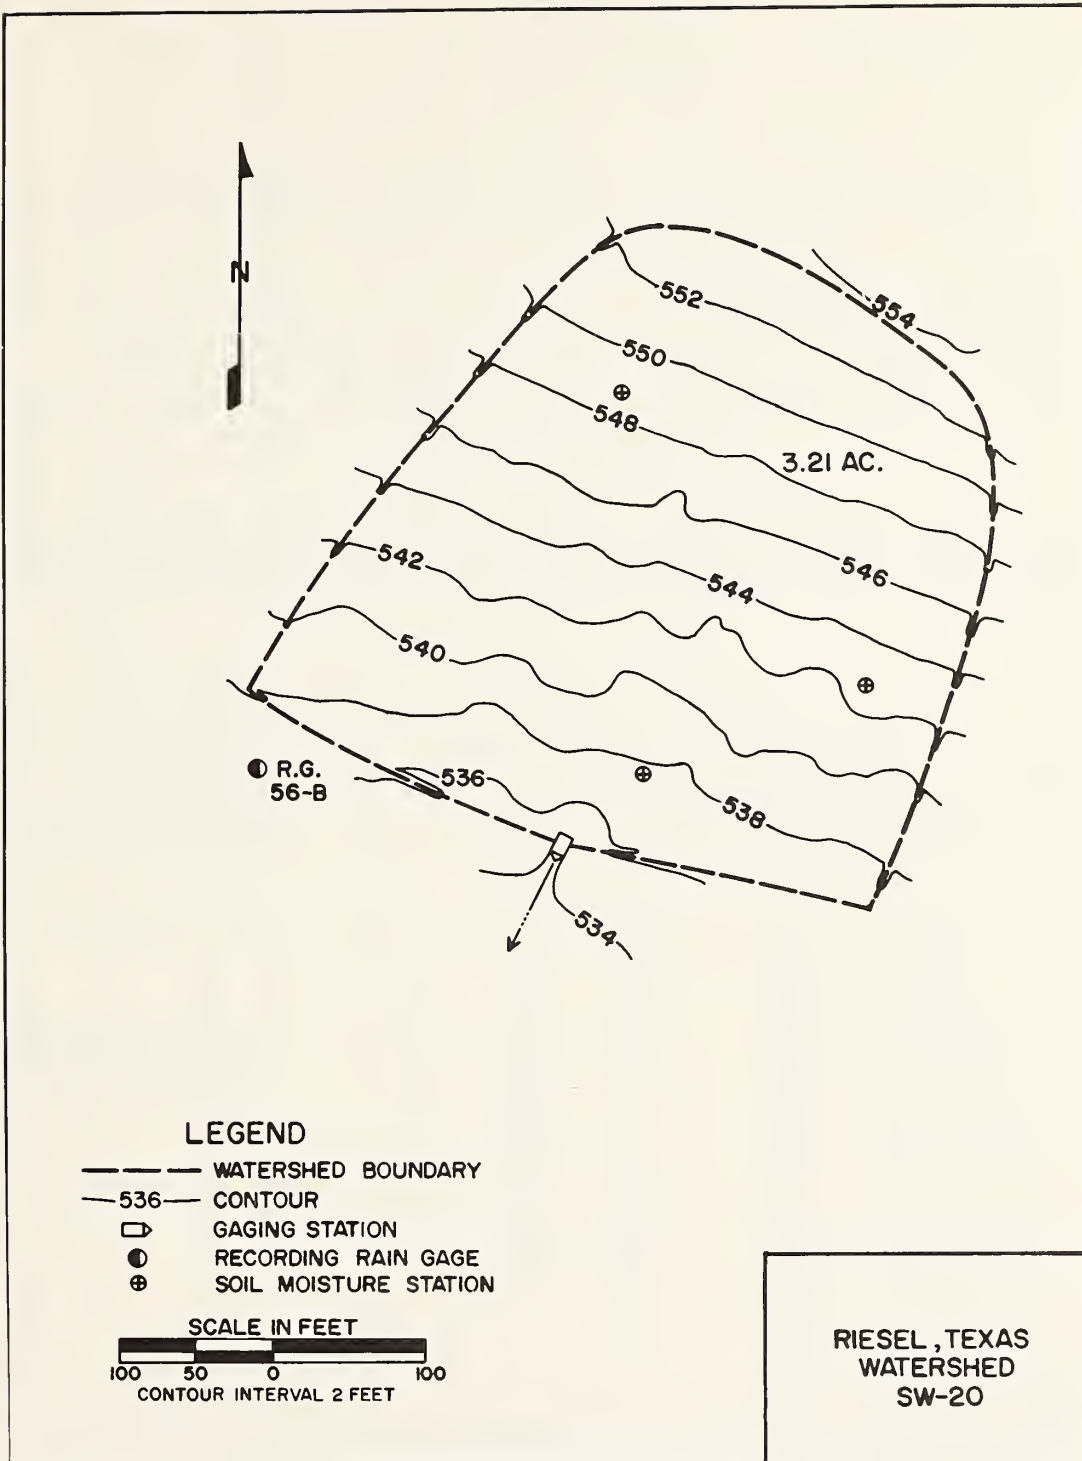 N
552
554
550
548
3.21 AC.
546
544
542
540
538
536
534
R.G.
56-B
LEGEND
WATERSHED BOUNDARY
536 CONTOUR
GAGING STATION
RECORDING RAIN GAGE
SOIL MOISTURE STATION
SCALE IN FEET
100 50 0 100
CONTOUR INTERVAL 2 FEET
RIESEL, TEXAS
WATERSHED
SW-20